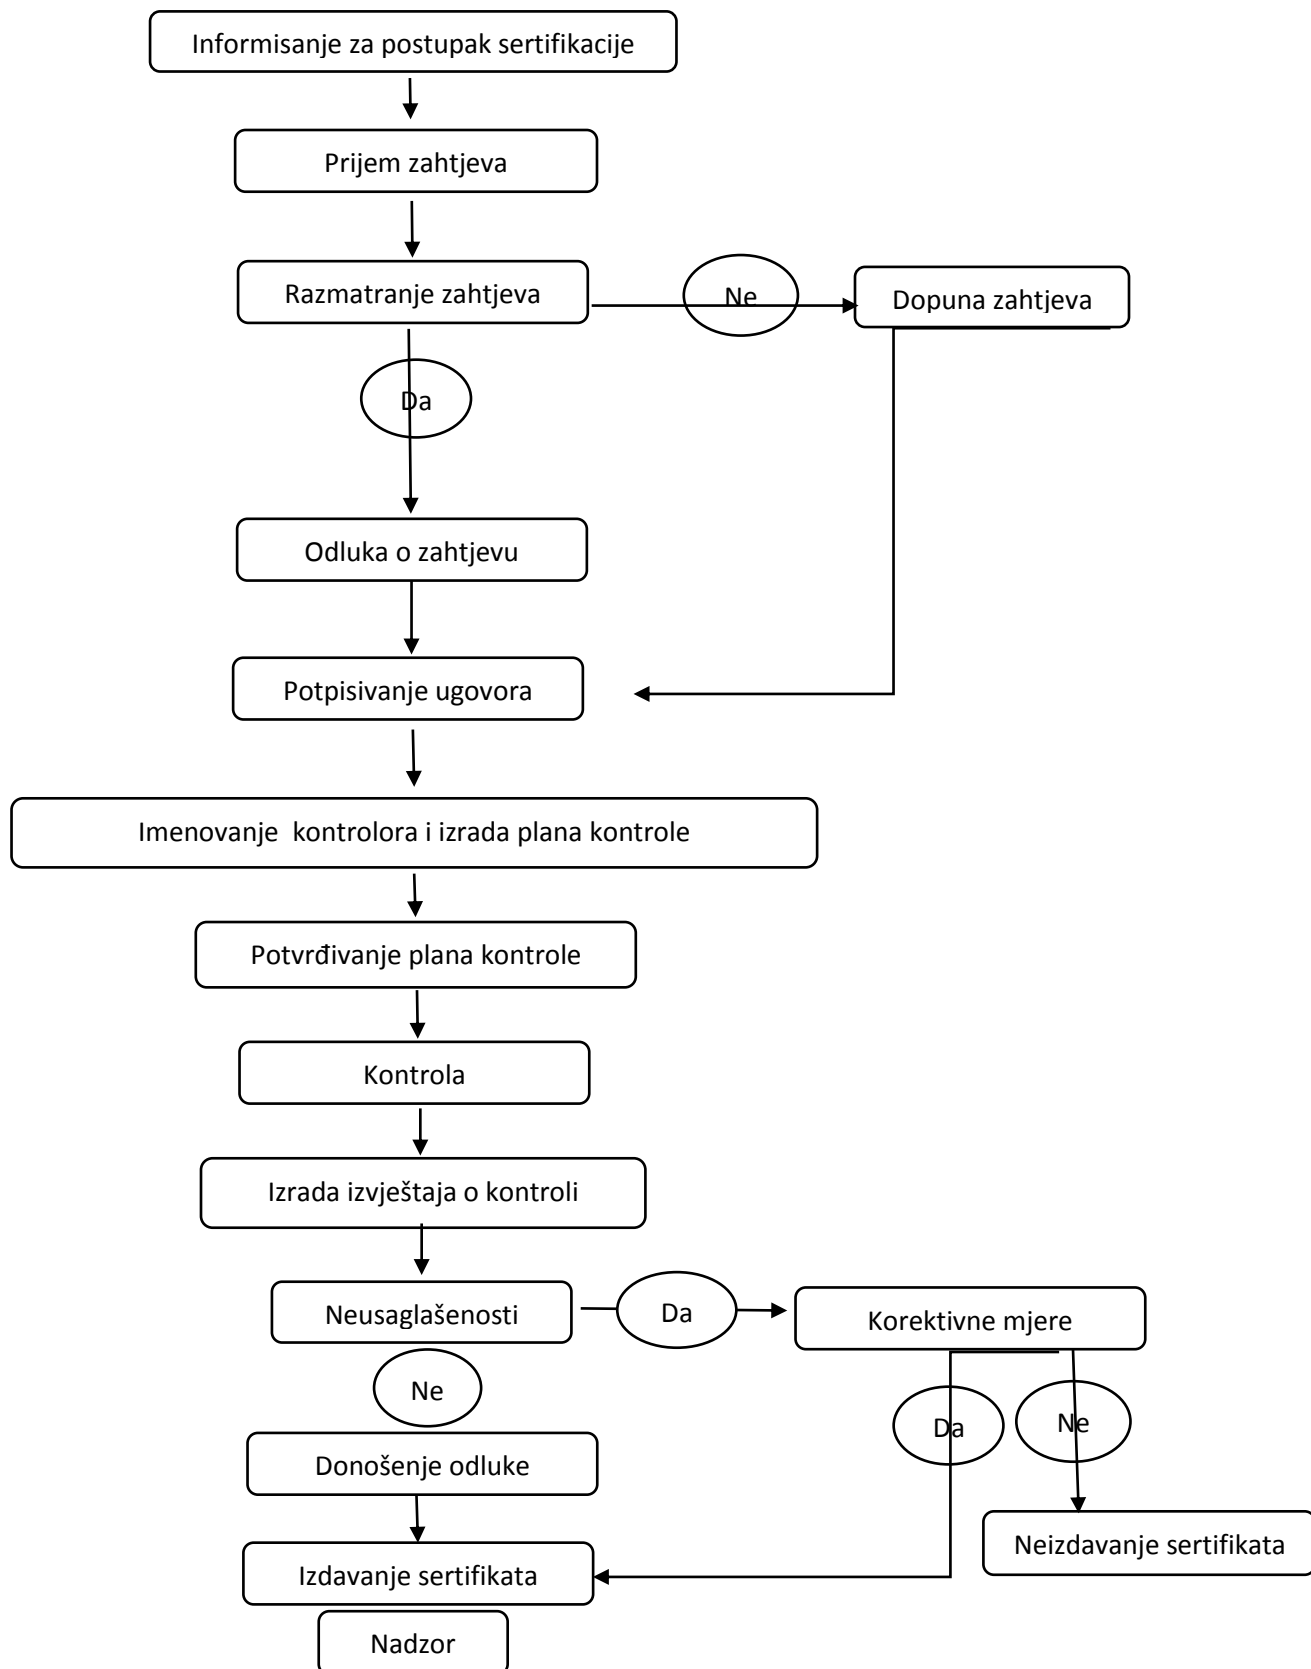 Informisanje za postupak sertifikacije
Prijem zahtjeva
Razmatranje zahtjeva
Ne
Dopuna zahtjeva
Da
Odluka o zahtjevu
Potpisivanje ugovora
Imenovanje  kontrolora i izrada plana kontrole
Potvrđivanje plana kontrole
Kontrola
Izrada izvještaja o kontroli
Neusaglašenosti
Da
Korektivne mjere
Ne
Da
Ne
Donošenje odluke
Neizdavanje sertifikata
Izdavanje sertifikata
Nadzor